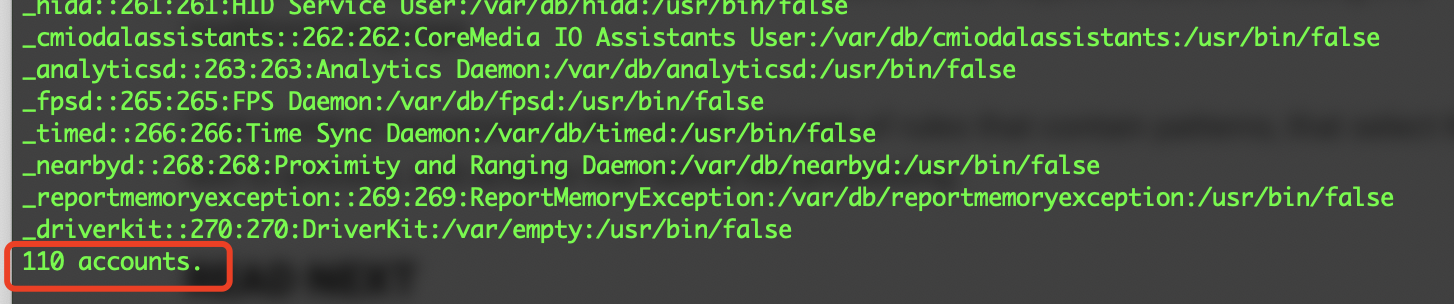 _hidd::261:261:HID Service User:/var/db/hidd:/usr/bin/false
_cmiodalassistants::262:262:CoreMedia IO Assistants User:/var/db/cmiodalassistants:/usr/bin/false
_analyticsd::263:263:Analytics Daemon:/var/db/analyticsd:/usr/bin/false
_fpsd::265:265:FPS Daemon:/var/db/fpsd:/usr/bin/false
_timed::266:266:Time Sync Daemon:/var/db/timed:/usr/bin/false
_nearbyd::268:268:Proximity and Ranging Daemon:/var/db/nearbyd:/usr/bin/false
_reportmemoryexception::269:269:ReportMemoryException:/var/db/reportmemoryexception:/usr/bin/false
_driverkit::270:270:DriverKit:/var/empty:/usr/bin/false
110 accounts.